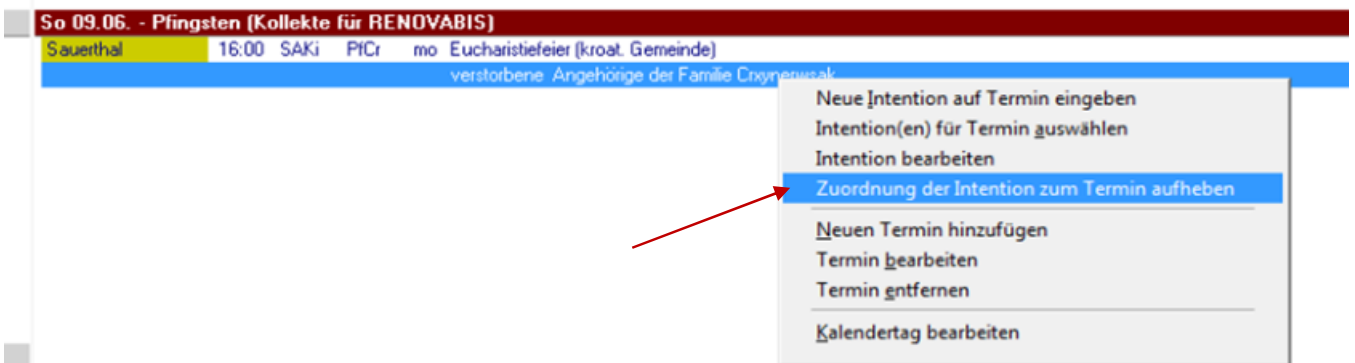 So 09.06. - Pfingsten (Kollekte für RENOVABIS)
Sauerthal 16:00 SAKi PfCr mo Eucharistiefeier (kroat. Gemeinde)
verstorbene Angehörige der Familie
Neue Intention auf Termin eingeben
Intention(en) für Termin auswählen
Intention bearbeiten
Zuordnung der Intention zum Termin aufheben
Neuen Termin hinzufügen
Termin bearbeiten
Termin entfernen
Kalendertag bearbeiten